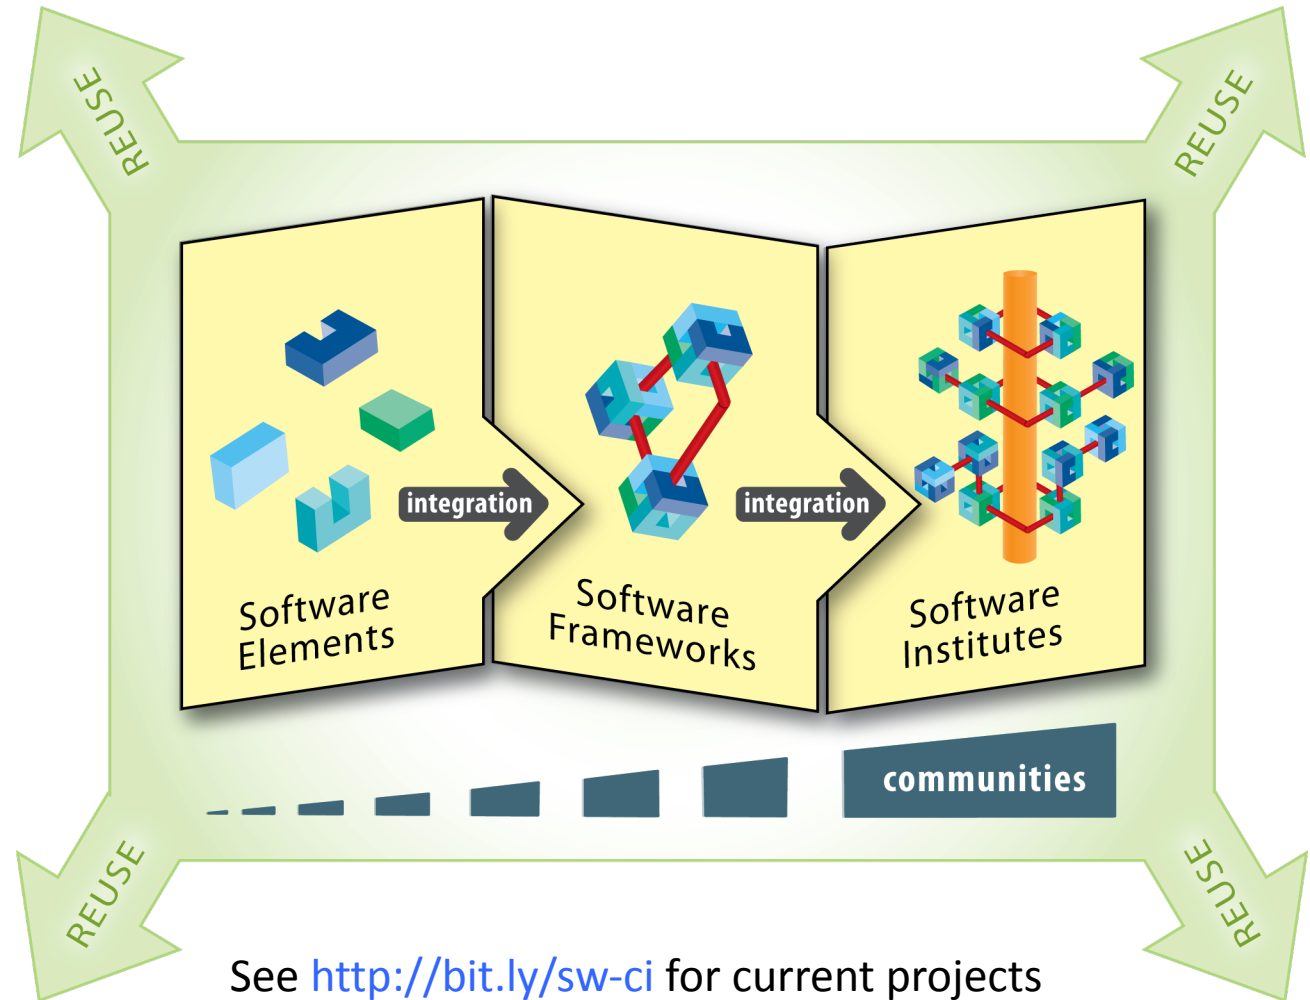 REUSE
REUSE
integration
integration
Software
Elements
Software
Frameworks
Software
Institutes
communities
REUSE
REUSE
See http://bit.ly/sw-ci for current projects